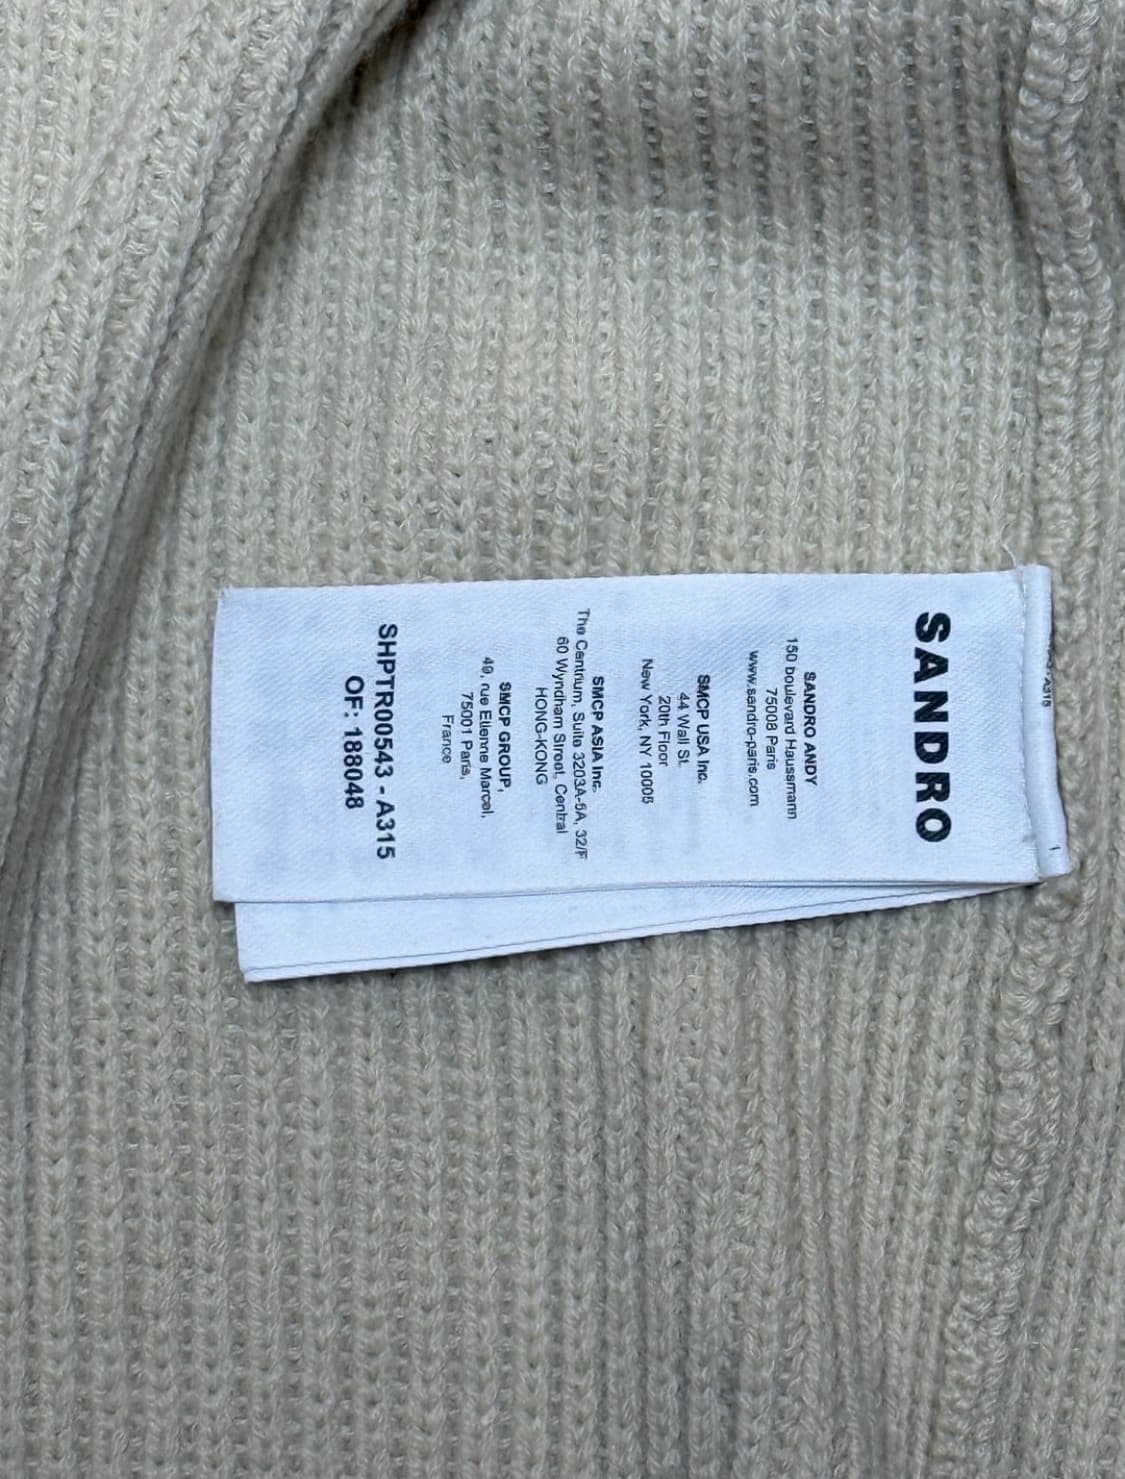 SANDRO
SANDRO ANDY
150 boulevard Haussmann
75008 Paris
www.sandro-paris.com
SMCP USA Inc.
44 Wall St.
20th Floor
New York, NY 10005
SMCP ASIA Inc.
The Centrium, Suite 3203A-5A, 32/F
60 Wyndham Street, Central
HONG-KONG
SMCP GROUP,
49, rue Etienne Marcel,
75001 Paris,
France
SHPTR00543 - A315
OF: 188048